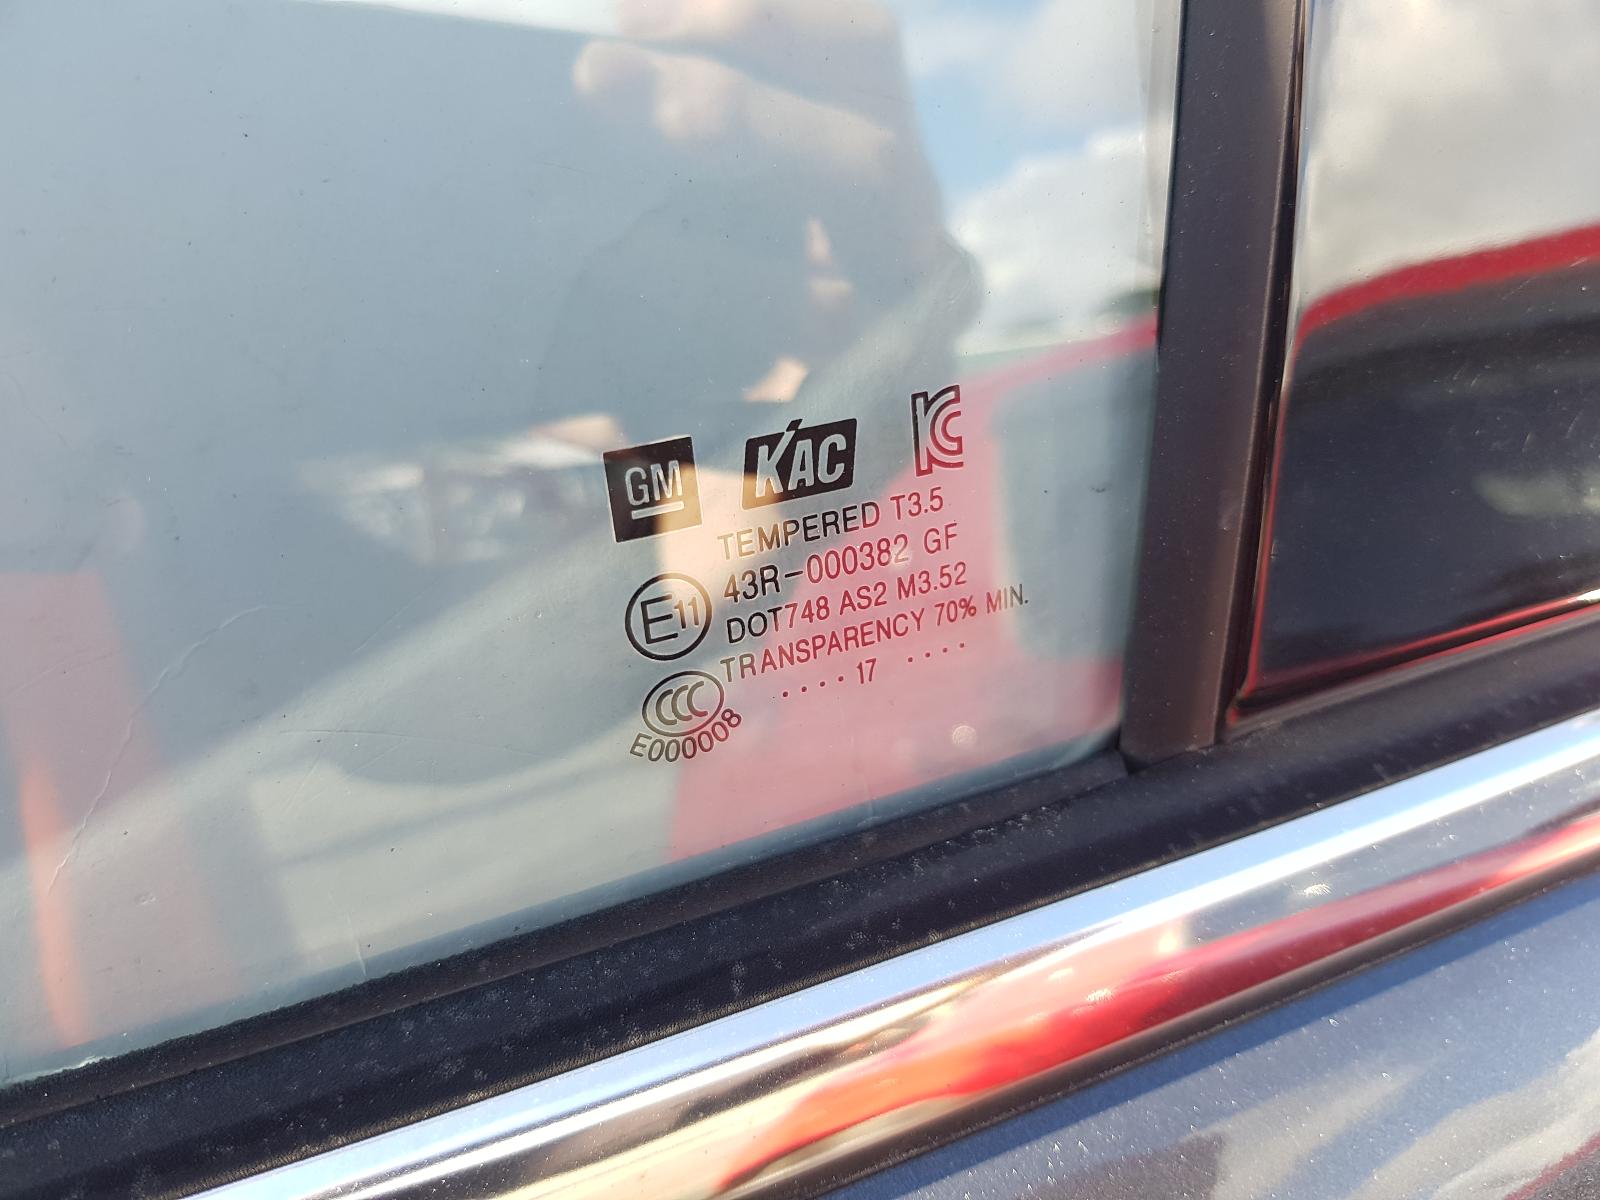 GM KAC KC
TEMPERED T3.5
43R-000382 GF
E11 DOT748 AS2 M3.52
TRANSPARENCY 70% MIN.
CCC .... 17 ....
E000008